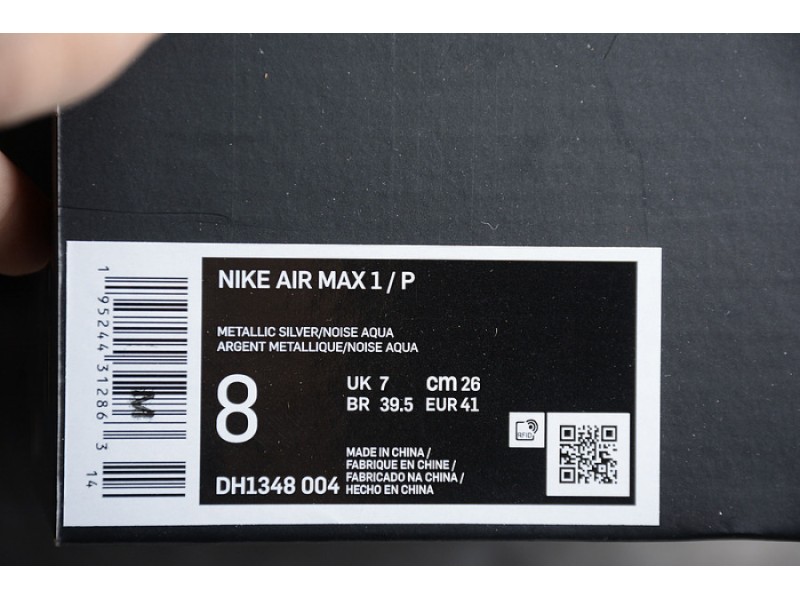 NIKE AIR MAX 1 / P
METALLIC SILVER/NOISE AQUA
ARGENT METALLIQUE/NOISE AQUA
8
UK 7 cm 26
BR 39.5 EUR 41
RFID
MADE IN CHINA /
FABRIQUE EN CHINE /
FABRICADO NA CHINA /
HECHO EN CHINA
DH1348 004
1 95244 31286 3 14
M